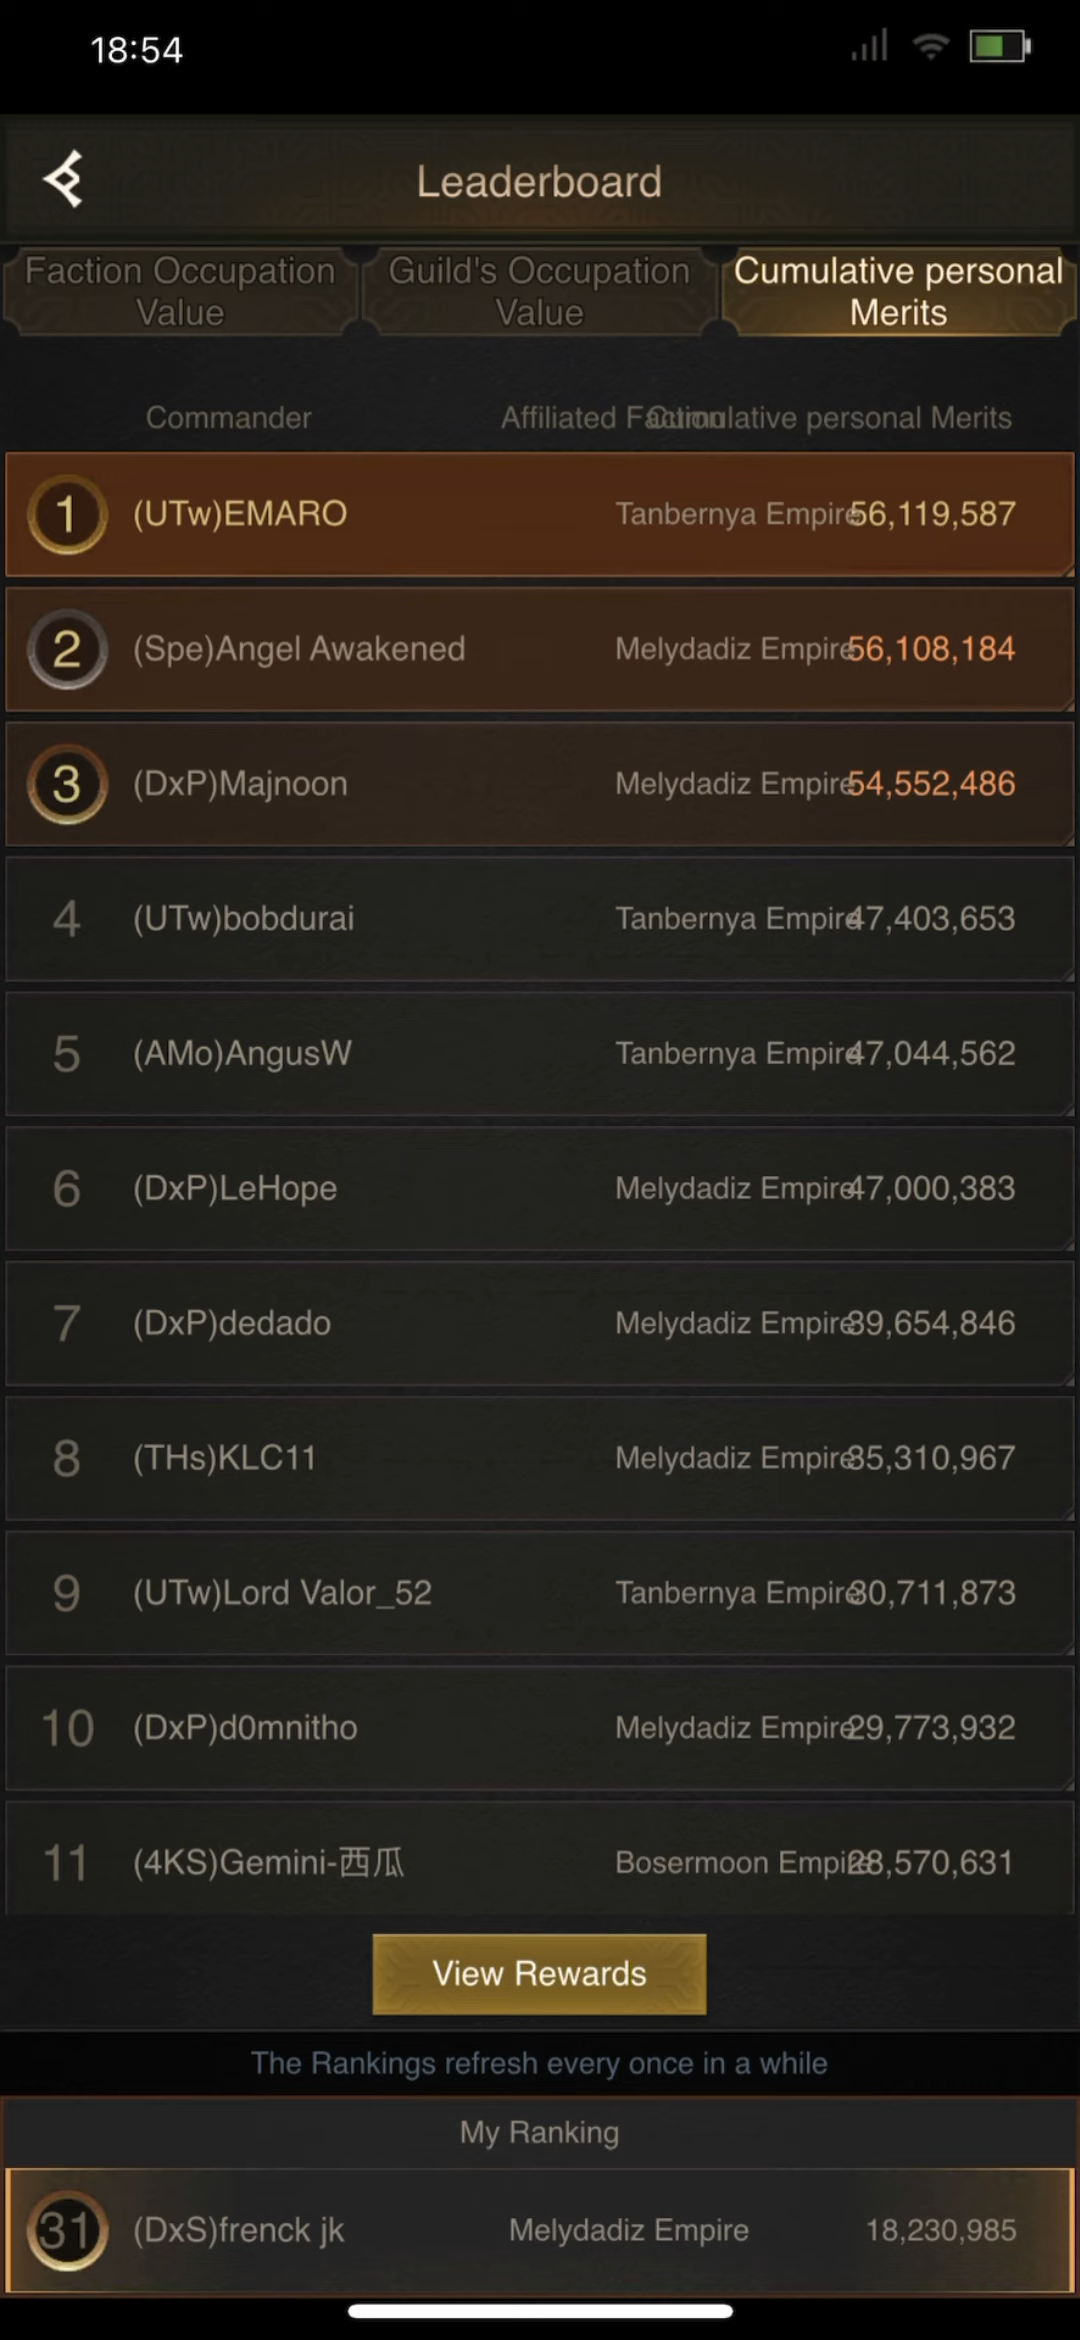 18:54
Leaderboard
Faction Occupation Value
Guild's Occupation Value
Cumulative personal Merits
Commander Affiliated Faction Cumulative personal Merits
1 (UTw)EMARO Tanbernya Empire 56,119,587
2 (Spe)Angel Awakened Melydadiz Empire 56,108,184
3 (DxP)Majnoon Melydadiz Empire 54,552,486
4 (UTw)bobdurai Tanbernya Empire 47,403,653
5 (AMo)AngusW Tanbernya Empire 47,044,562
6 (DxP)LeHope Melydadiz Empire 47,000,383
7 (DxP)dedado Melydadiz Empire 39,654,846
8 (THs)KLC11 Melydadiz Empire 35,310,967
9 (UTw)Lord Valor_52 Tanbernya Empire 30,711,873
10 (DxP)d0mnitho Melydadiz Empire 29,773,932
11 (4KS)Gemini-西瓜 Bosermoon Empire 28,570,631
View Rewards
The Rankings refresh every once in a while
My Ranking
31 (DxS)frenck jk Melydadiz Empire 18,230,985